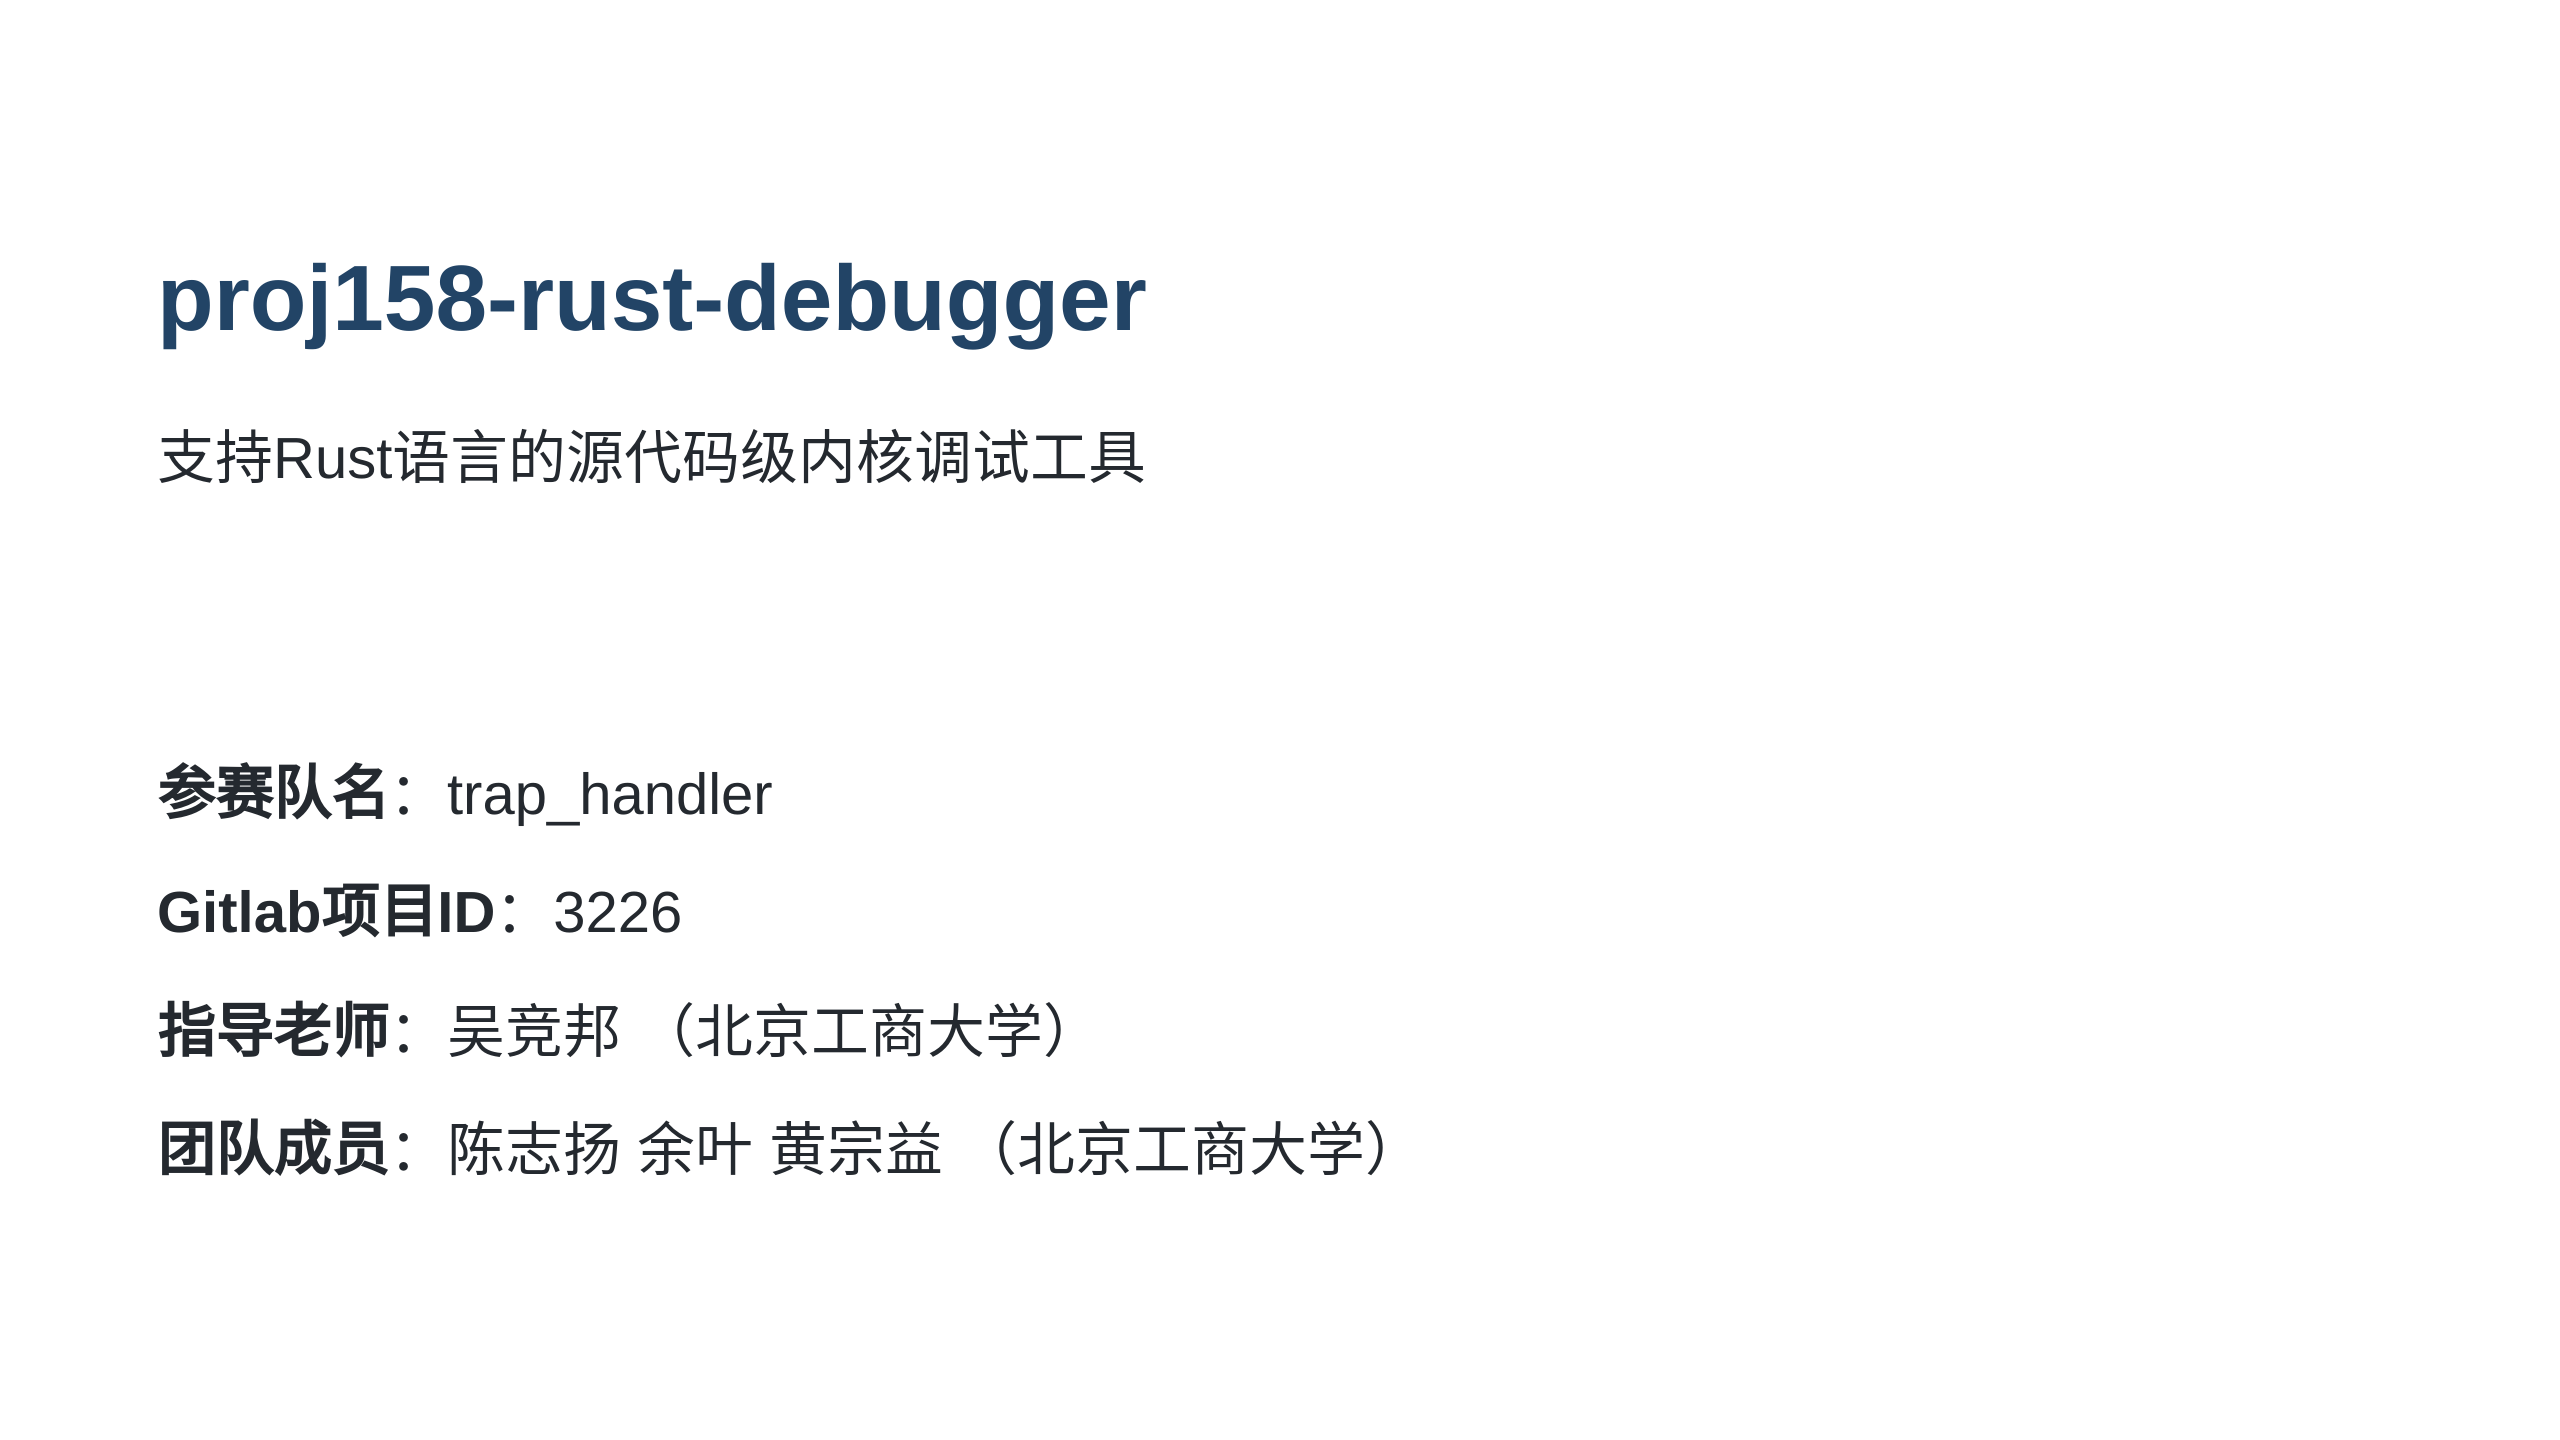 proj158-rust-debugger
支持Rust语言的源代码级内核调试工具
参赛队名：trap_handler
Gitlab项目ID：3226
指导老师：吴竞邦 （北京工商大学）
团队成员：陈志扬 余叶 黄宗益 （北京工商大学）